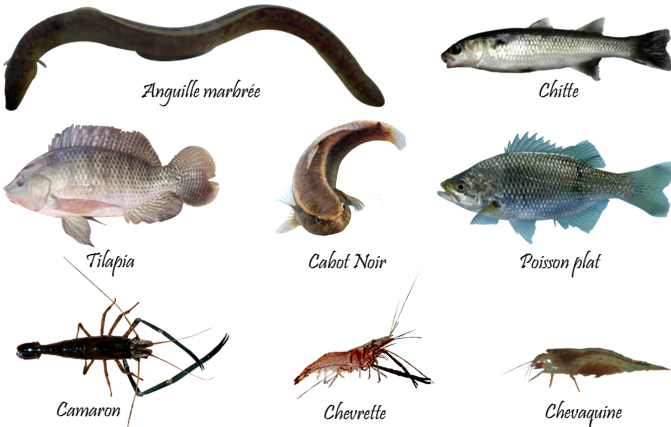 Anguille marbrée
Chitte
Tilapia
Cabot Noir
Poisson plat
Camaron
Chevrette
Chevaquine